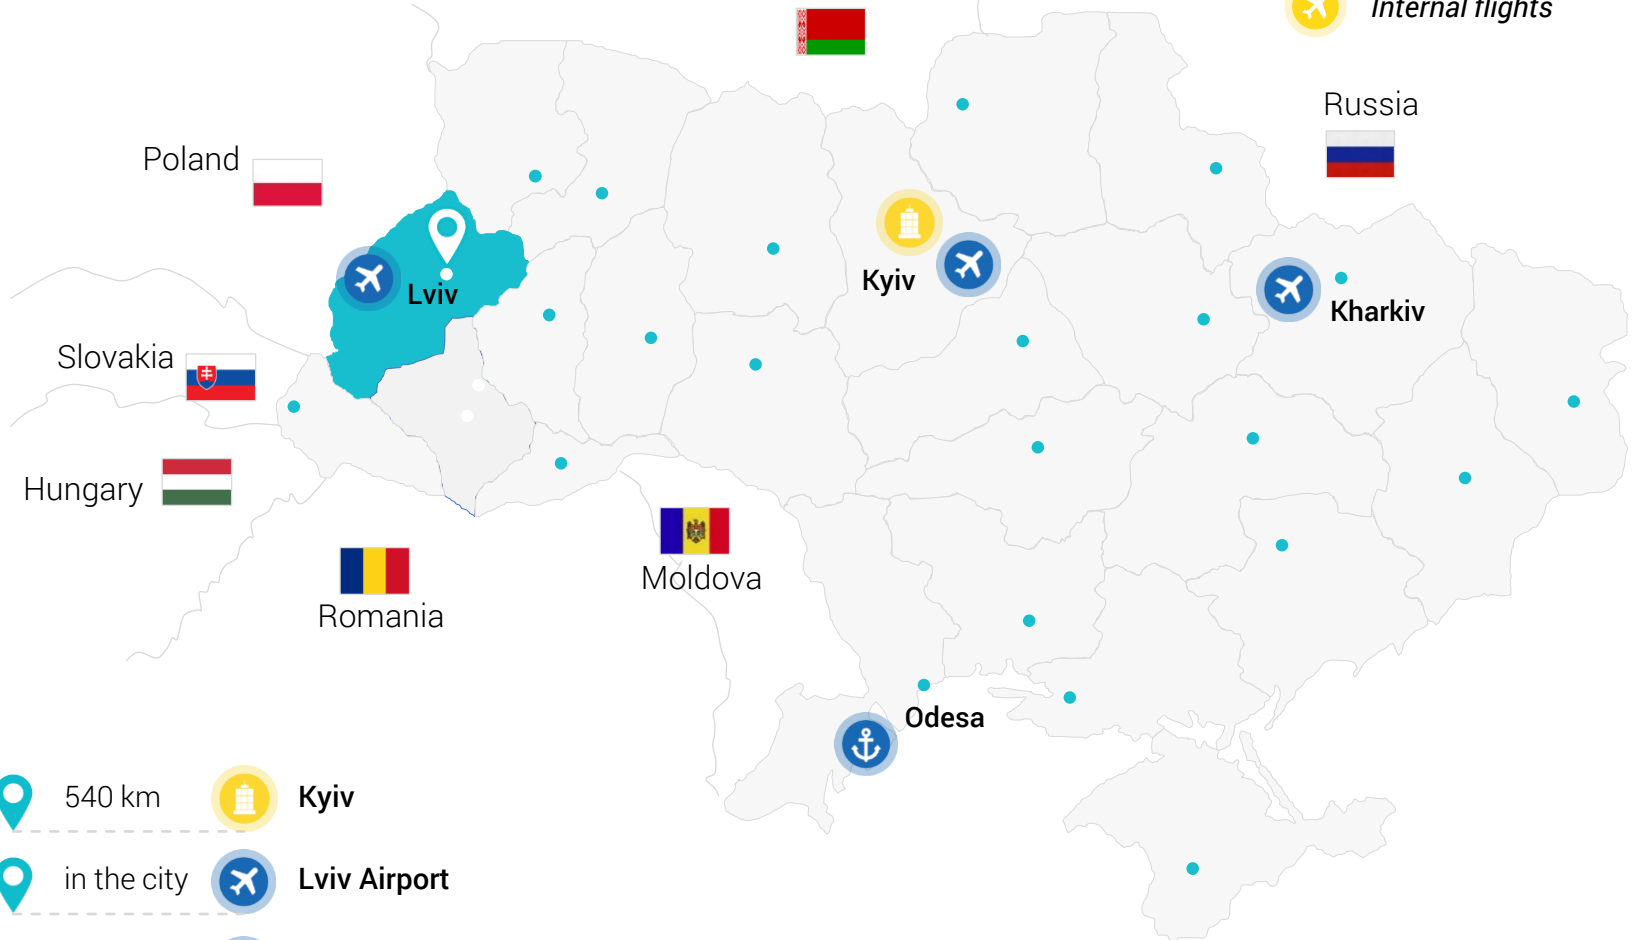 Internal flights
Russia
Poland
Kyiv
Lviv
Kharkiv
Slovakia
Hungary
Moldova
Romania
Odesa
540 km Kyiv
in the city Lviv Airport